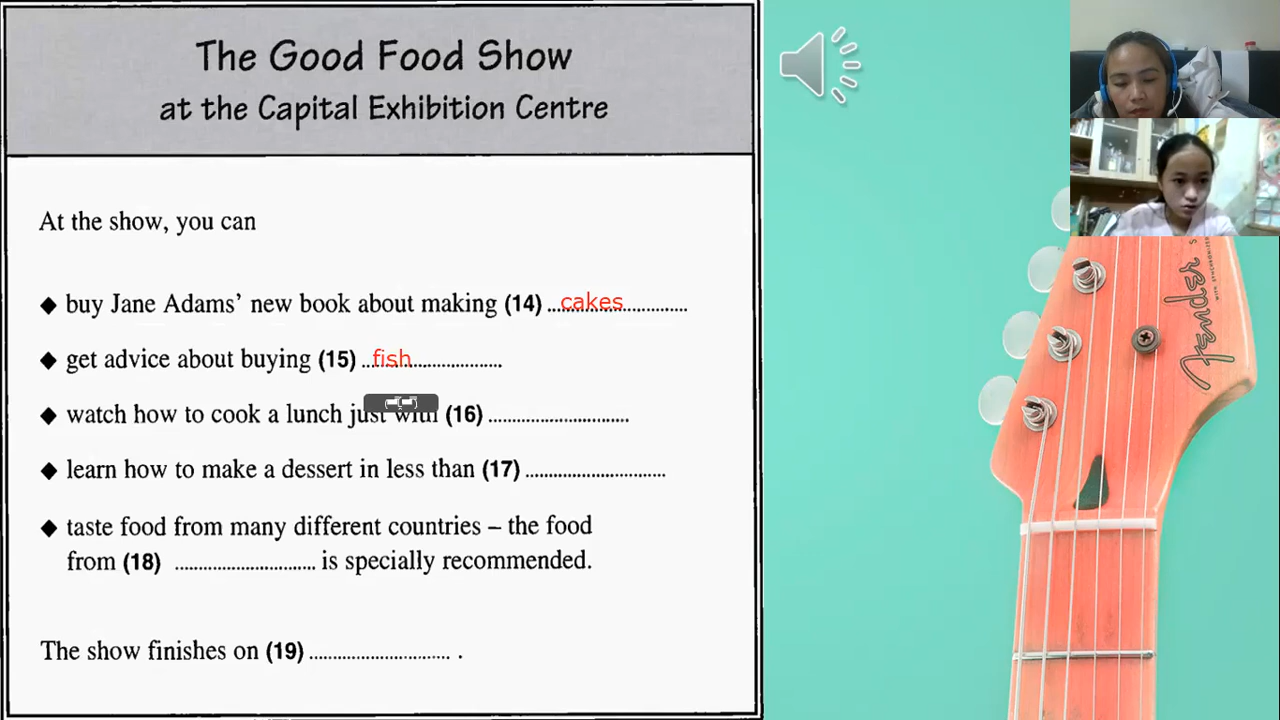 The Good Food Show
at the Capital Exhibition Centre
At the show, you can
◆ buy Jane Adams' new book about making (14) ...cakes...
◆ get advice about buying (15) ...fish...
◆ watch how to cook a lunch just with (16) ...
◆ learn how to make a dessert in less than (17) ...
◆ taste food from many different countries – the food
from (18) ... is specially recommended.
The show finishes on (19) ... .
Fender